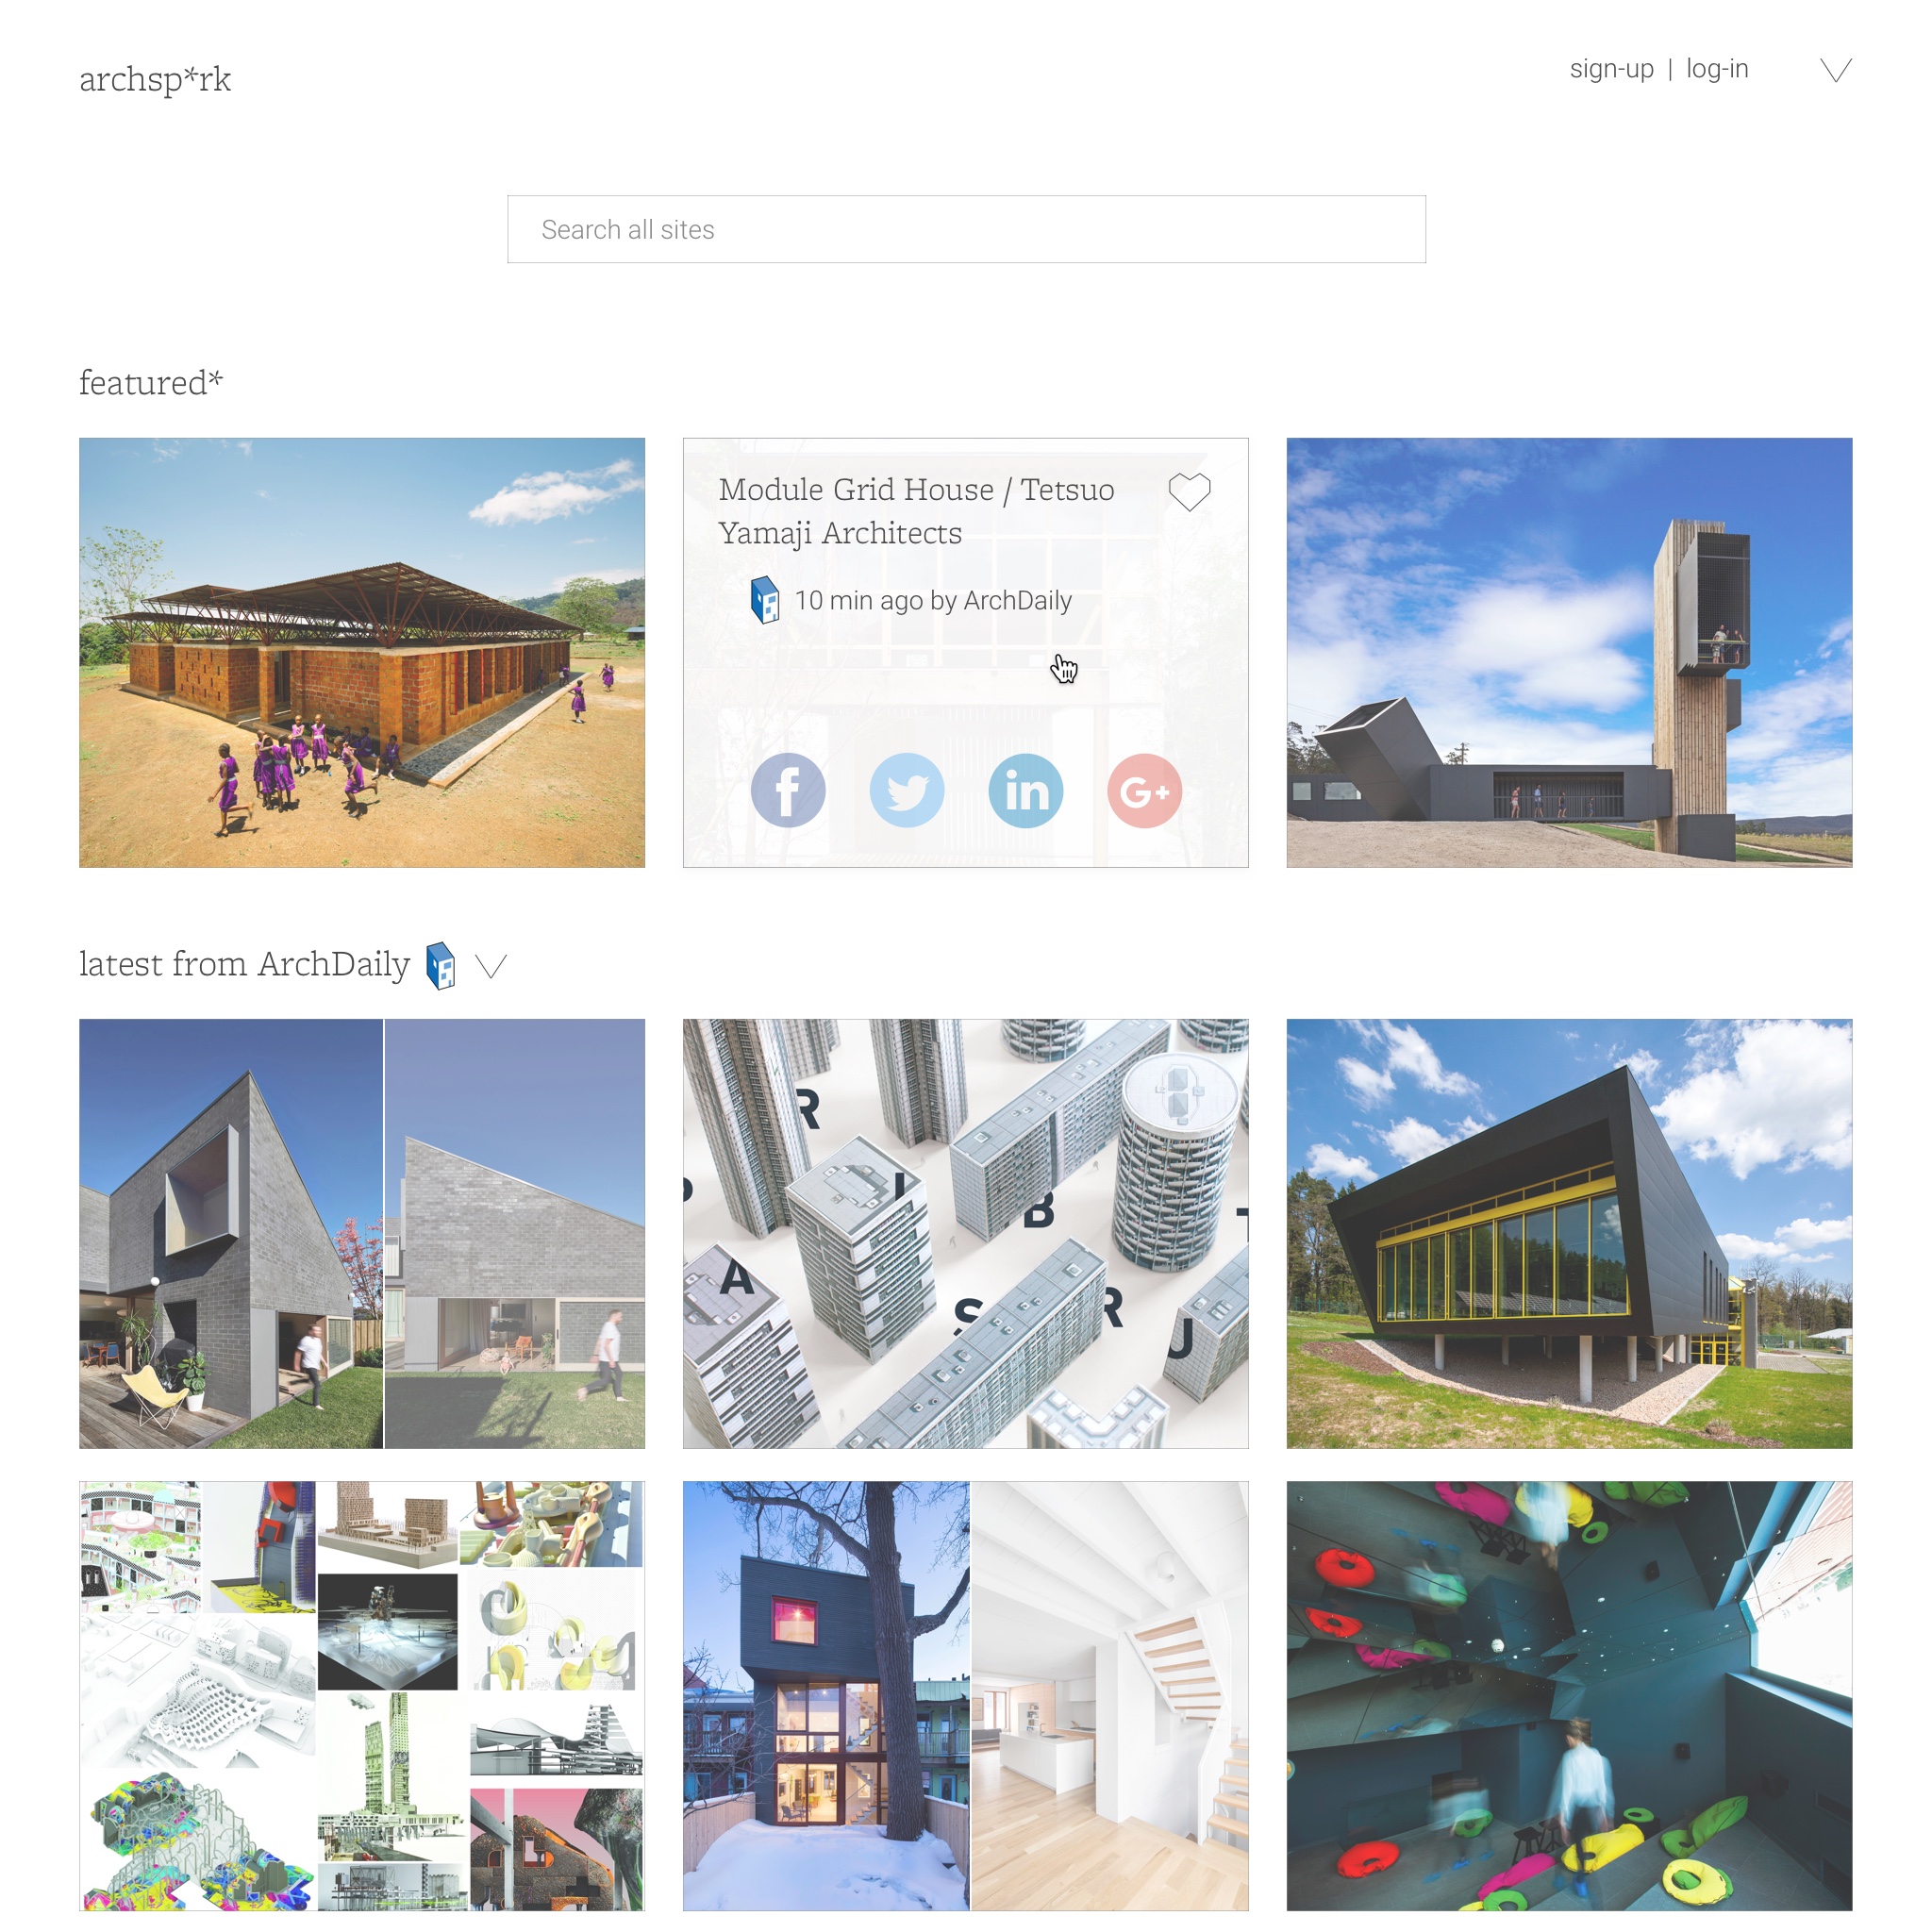 archsp*rk
sign-up | log-in
Search all sites
featured*
Module Grid House / Tetsuo
Yamaji Architects
10 min ago by ArchDaily
f
in
G+
latest from ArchDaily
R
I
B
A
S
R
U